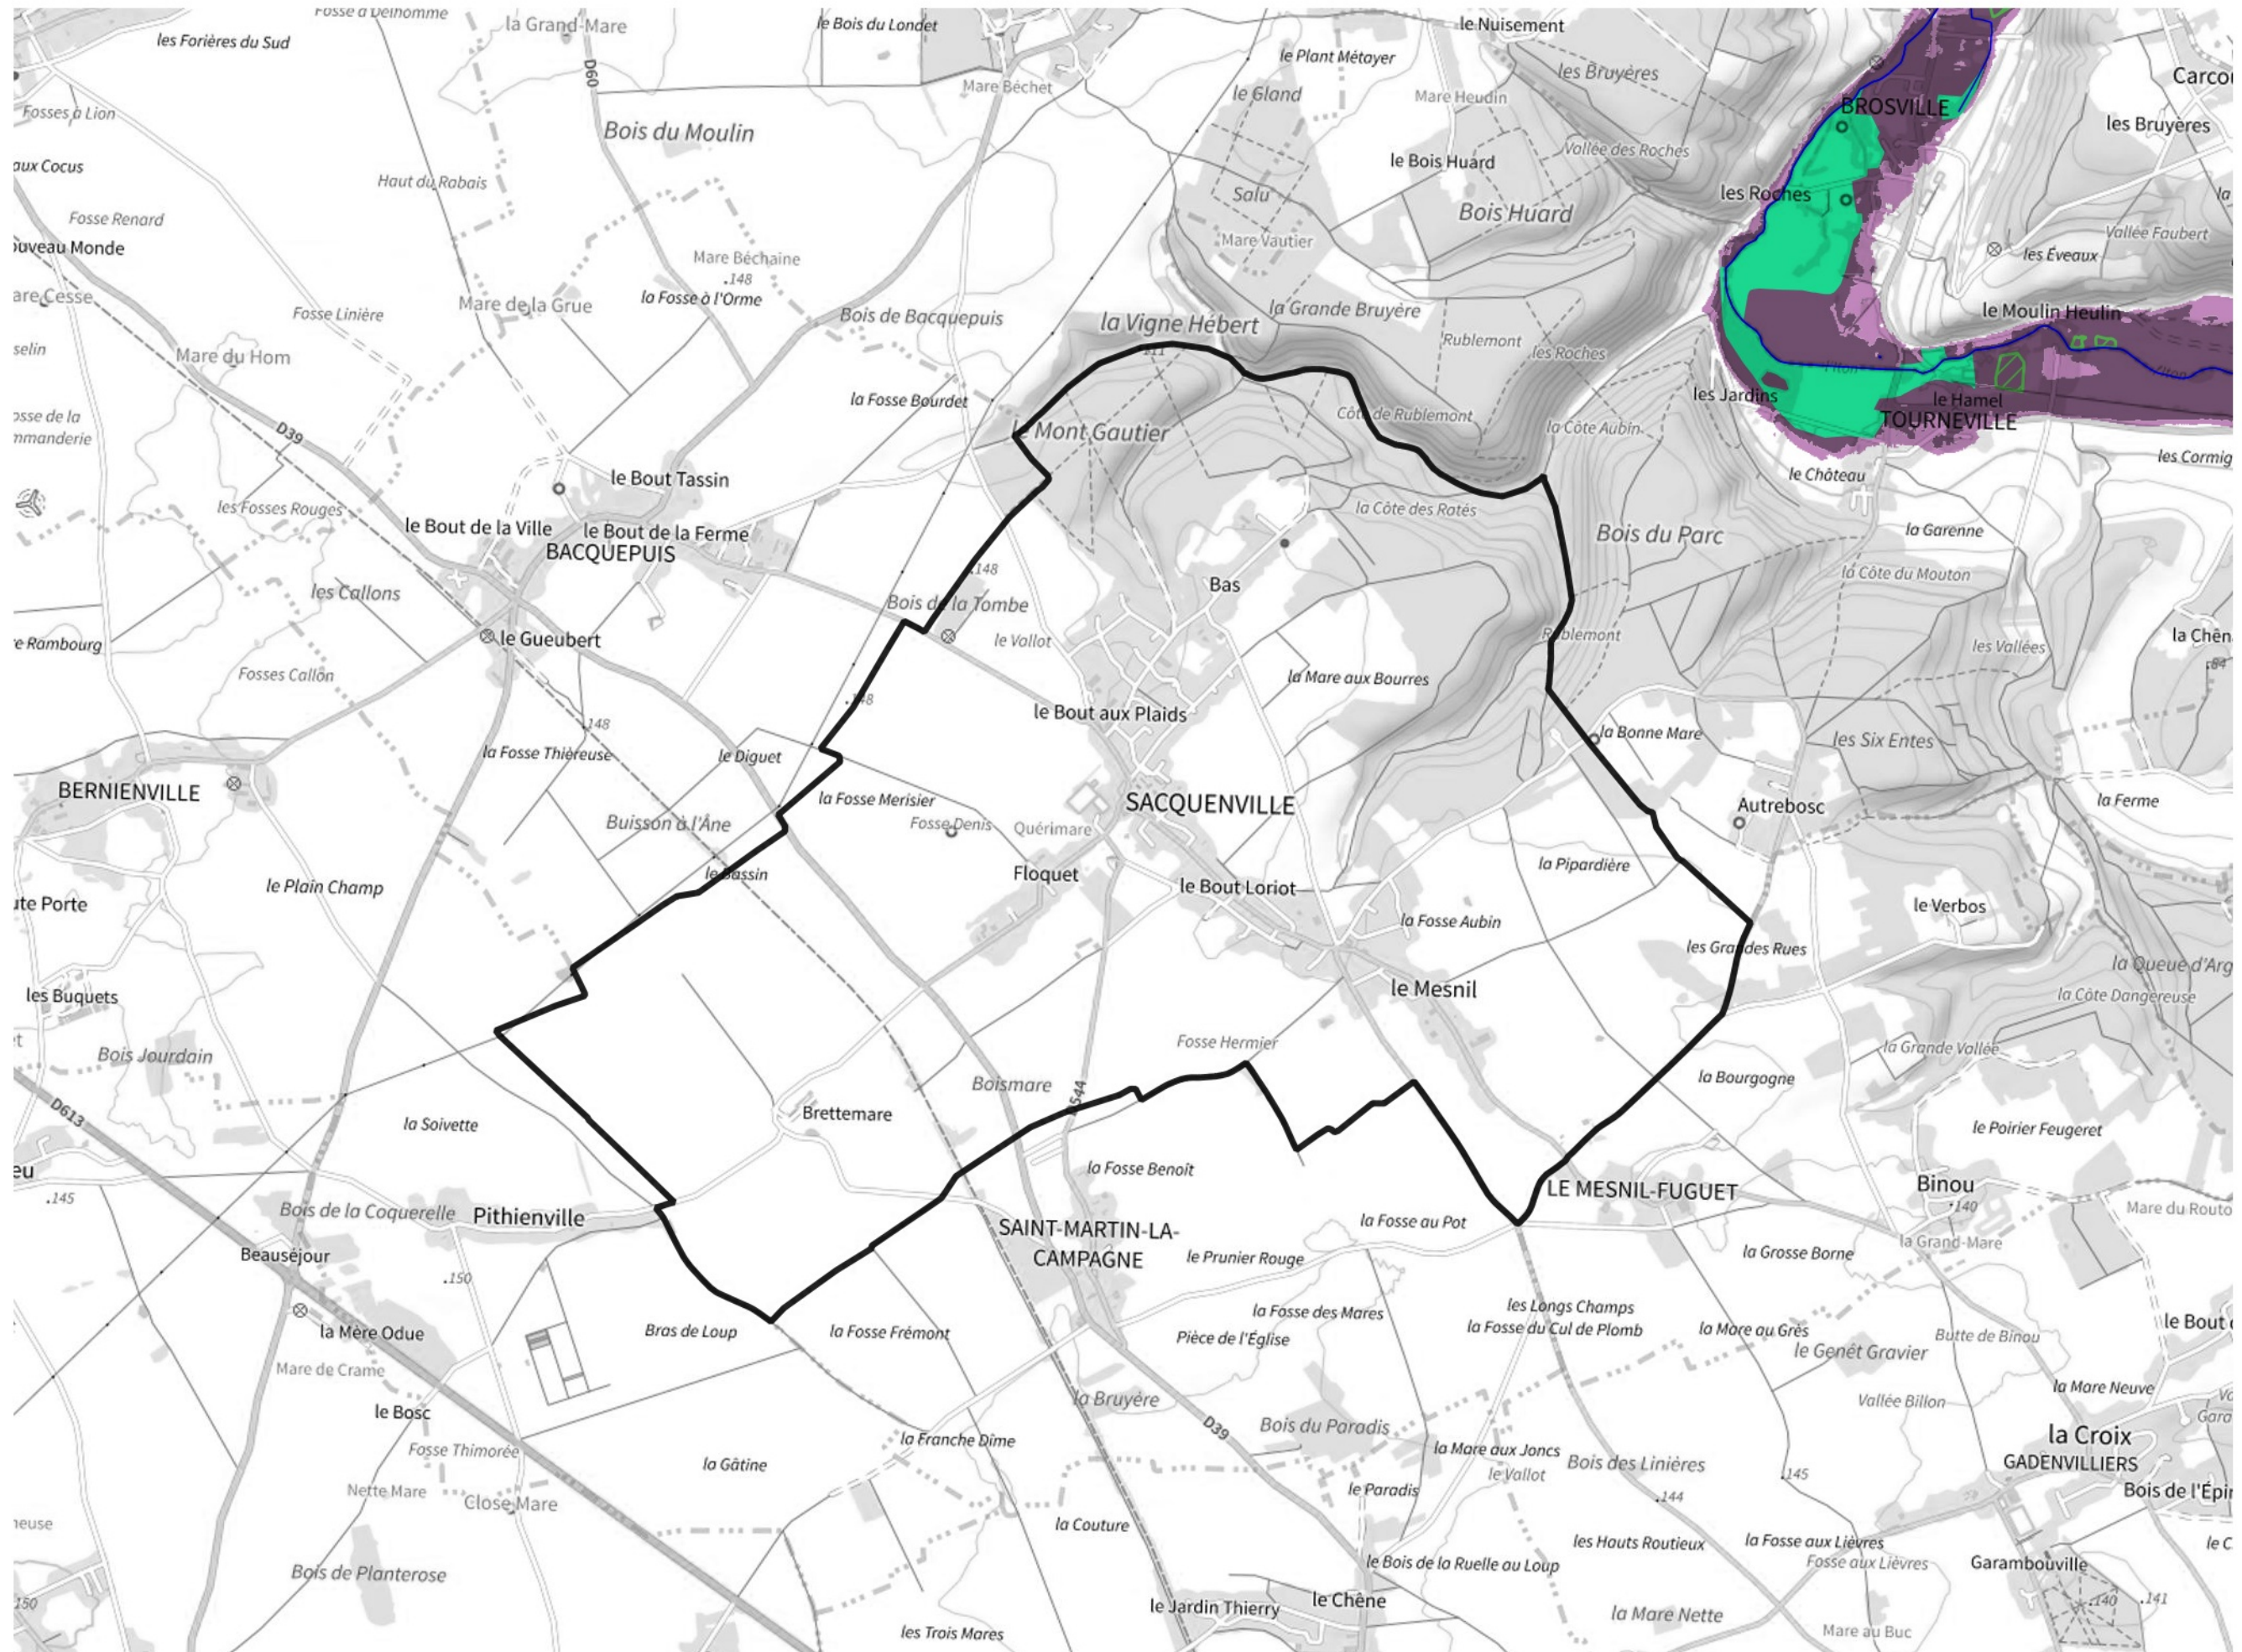 Fosse à Delhomme
la Grand-Mare
le Bois du Londet
le Nuisement
les Forières du Sud
le Plant Métayer
les Bruyères
D60
Mare Béchet
le Gland
Mare Heudin
BROSVILLE
Fosses à Lion
Bois du Moulin
les Bruyères
Vallée des Roches
aux Cocus
le Bois Huard
Haut du Rabais
Salu
les Roches
Fosse Renard
Bois Huard
ouveau Monde
Mare Vautier
Vallée Faubert
Mare Béchaine
les Éveaux
.148
are Cesse
Mare de la Grue
la Fosse à l'Orme
Fosse Linière
Bois de Bacquepuis
la Vigne Hébert
la Grande Bruyère
le Moulin Heulin
Rublemont
les Roches
selin
Mare du Hom
l'Iton
Iton
les Jardins
le Hamel
la Fosse Bourdet
Côte de Rublemont
TOURNEVILLE
osse de la
mmanderie
D39
le Mont Gautier
la Côte Aubin
les Cormig
le Château
le Bout Tassin
les Fosses Rouges
la Côte des Ratés
le Bout de la Ville
le Bout de la Ferme
Bois du Parc
la Garenne
BACQUEPUIS
.148
la Côte du Mouton
les Callons
Bas
Bois de la Tombe
le Gueubert
le Vallot
Rublemont
la Chên
re Rambourg
les Vallées
.84
Fosses Callon
la Mare aux Bourres
.148
le Bout aux Plaids
.148
la Bonne Mare
les Six Entes
la Fosse Thièreuse
le Diguet
BERNIENVILLE
la Fosse Merisier
SACQUENVILLE
Autrebosc
la Ferme
Buisson à l'Âne
Fosse Denis
Quérimare
la Pipardière
le Bassin
Floquet
le Bout Loriot
le Plain Champ
ute Porte
le Verbos
la Fosse Aubin
les Grandes Rues
la Queue d'Arg
les Buquets
le Mesnil
la Côte Dangereuse
Fosse Hermier
la Grande Vallée
Bois Jourdain
Boismare
la Bourgogne
D613
D544
Brettemare
la Soivette
le Poirier Feugeret
eu
la Fosse Benoît
.145
Binou
LE MESNIL-FUGUET
Bois de la Coquerelle
Pithienville
.140
Mare du Routo
SAINT-MARTIN-LA-
CAMPAGNE
la Fosse au Pot
Beauséjour
le Prunier Rouge
la Grosse Borne
la Grand-Mare
.150
les Longs Champs
la Mère Odue
Bras de Loup
la Fosse Frémont
la Fosse des Mares
la Fosse du Cul de Plomb
la Mare au Grès
le Bout
Pièce de l'Église
Butte de Binou
le Genêt Gravier
Mare de Crame
la Mare Neuve
la Bruyère
Vallée Billon
le Bosc
D39
Bois du Paradis
la Croix
la Franche Dîme
la Mare aux Joncs
Fosse Thimorée
le Vallot
Bois des Linières
GADENVILLIERS
la Gâtine
.145
Nette Mare
le Paradis
Bois de l'Épi
Close Mare
.144
neuse
la Couture
les Hauts Routieux
la Fosse aux Lièvres
le Bois de la Ruelle au Loup
Fosse aux Lièvres
Garambouville
Bois de Planterose
150
le Jardin Thierry
le Chêne
la Mare Nette
.140
.141
les Trois Mares
Mare au Buc